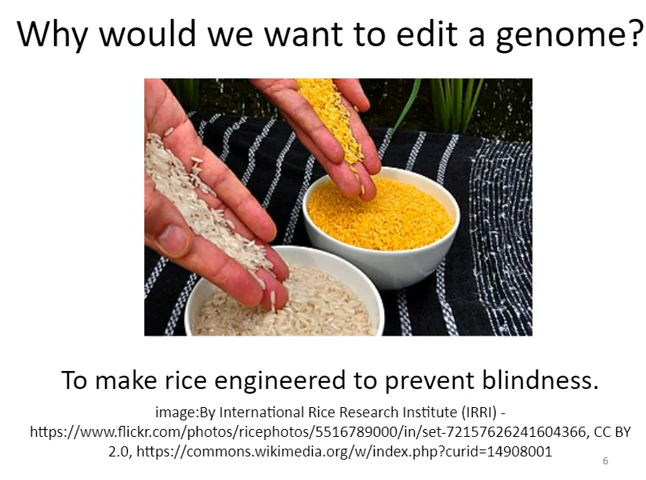 Why would we want to edit a genome?
To make rice engineered to prevent blindness.
image:By International Rice Research Institute (IRRI) -
https://www.flickr.com/photos/ricephotos/5516789000/in/set-72157626241604366, CC BY
2.0, https://commons.wikimedia.org/w/index.php?curid=14908001
6